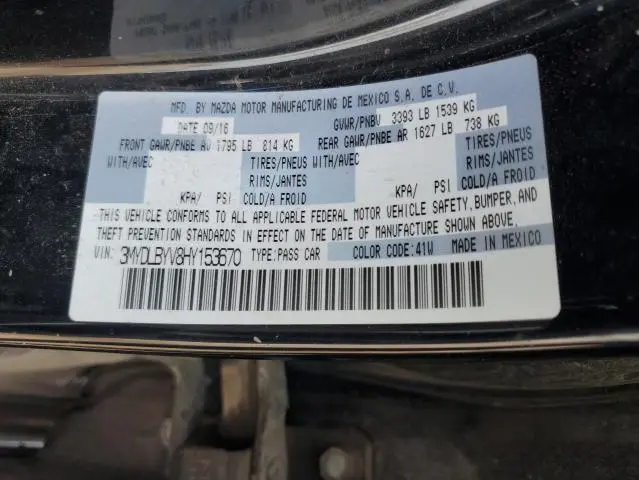 MFD. BY MAZDA MOTOR MANUFACTURING DE MEXICO S.A. DE C.V.
DATE 09/16 GVWR/PNBV 3393 LB 1539 KG
FRONT GAWR/PNBE AV 1795 LB 814 KG REAR GAWR/PNBE AR 1627 LB 738 KG
WITH/AVEC TIRES/PNEUS WITH/AVEC TIRES/PNEUS
RIMS/JANTES RIMS/JANTES
KPA/ PSI COLD/A FROID KPA/ PSI COLD/A FROID
THIS VEHICLE CONFORMS TO ALL APPLICABLE FEDERAL MOTOR VEHICLE SAFETY, BUMPER, AND
THEFT PREVENTION STANDARDS IN EFFECT ON THE DATE OF MANUFACTURE SHOWN ABOVE.
VIN: 3MYDLBYV8HY153670 TYPE: PASS CAR COLOR CODE: 41W MADE IN MEXICO